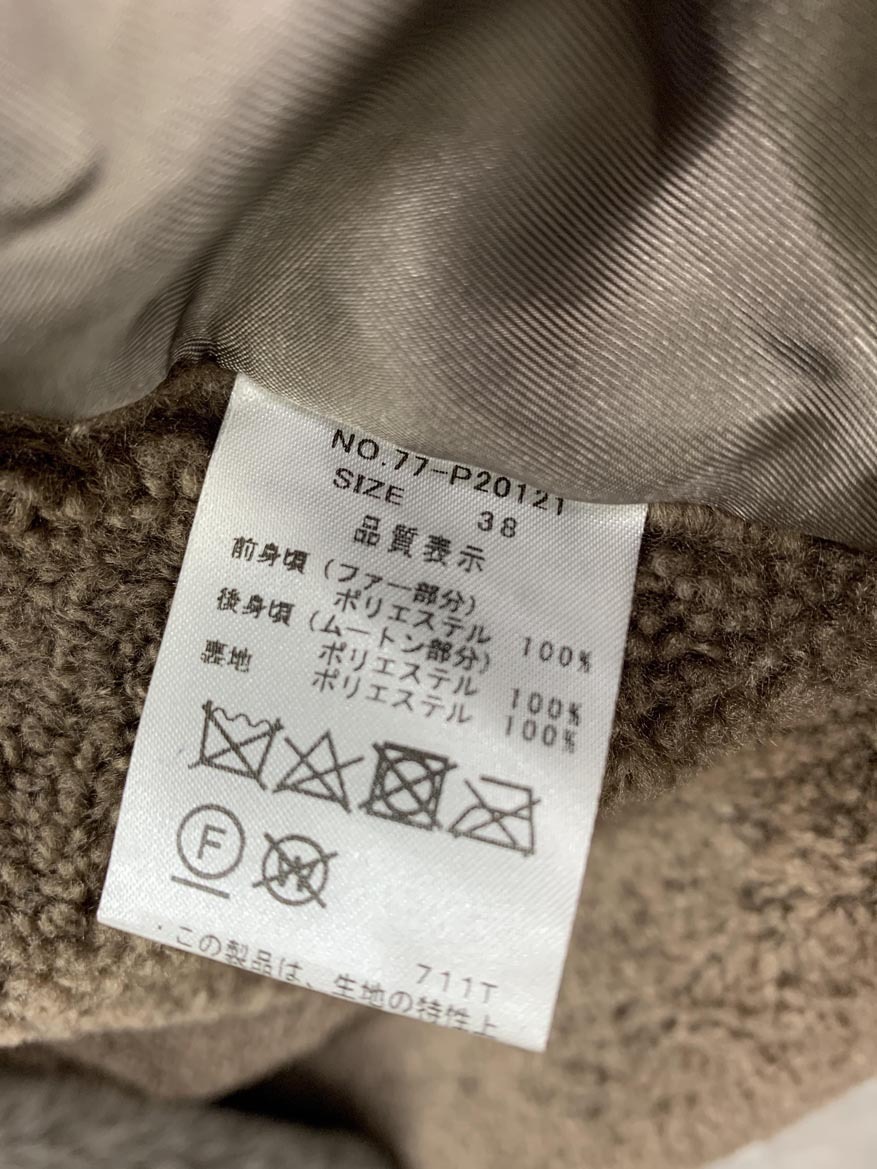 NO.77-P20121
SIZE 38
品質表示
前身頃 (ファー部分)
ポリエステル 100%
後身頃 (ムートン部分)
ポリエステル 100%
裏地 ポリエステル 100%
F
W
711T
・この製品は、生地の特性上